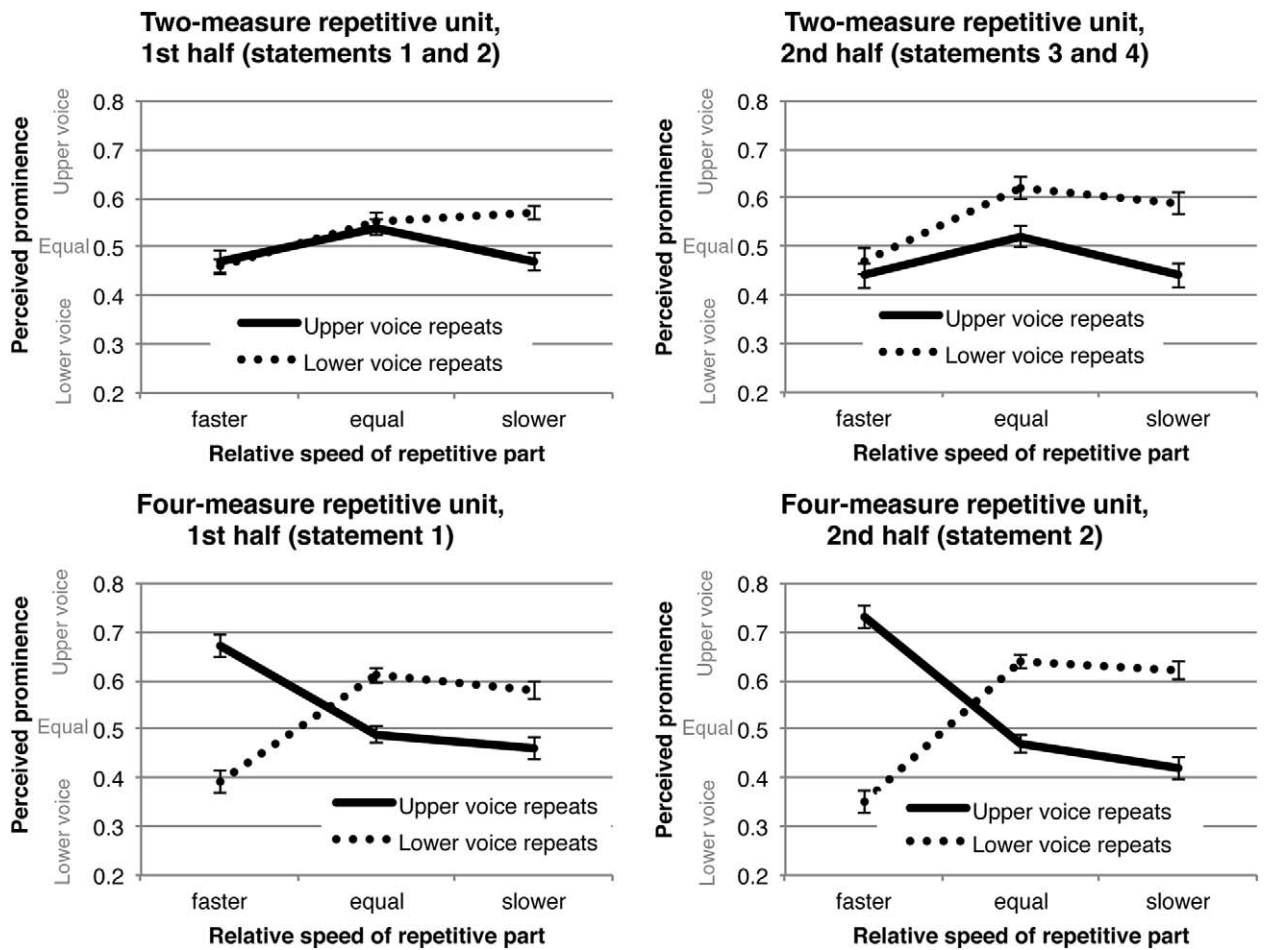 Two-measure repetitive unit,
1st half (statements 1 and 2)
Perceived prominence
Upper voice
Equal
Lower voice
0.8
0.7
0.6
0.5
0.4
0.3
0.2
Upper voice repeats
Lower voice repeats
faster equal slower
Relative speed of repetitive part
Two-measure repetitive unit,
2nd half (statements 3 and 4)
Perceived prominence
Upper voice
Equal
Lower voice
0.8
0.7
0.6
0.5
0.4
0.3
0.2
Upper voice repeats
Lower voice repeats
faster equal slower
Relative speed of repetitive part
Four-measure repetitive unit,
1st half (statement 1)
Perceived prominence
Upper voice
Equal
Lower voice
0.8
0.7
0.6
0.5
0.4
0.3
0.2
Upper voice repeats
Lower voice repeats
faster equal slower
Relative speed of repetitive part
Four-measure repetitive unit,
2nd half (statement 2)
Perceived prominence
Upper voice
Equal
Lower voice
0.8
0.7
0.6
0.5
0.4
0.3
0.2
Upper voice repeats
Lower voice repeats
faster equal slower
Relative speed of repetitive part